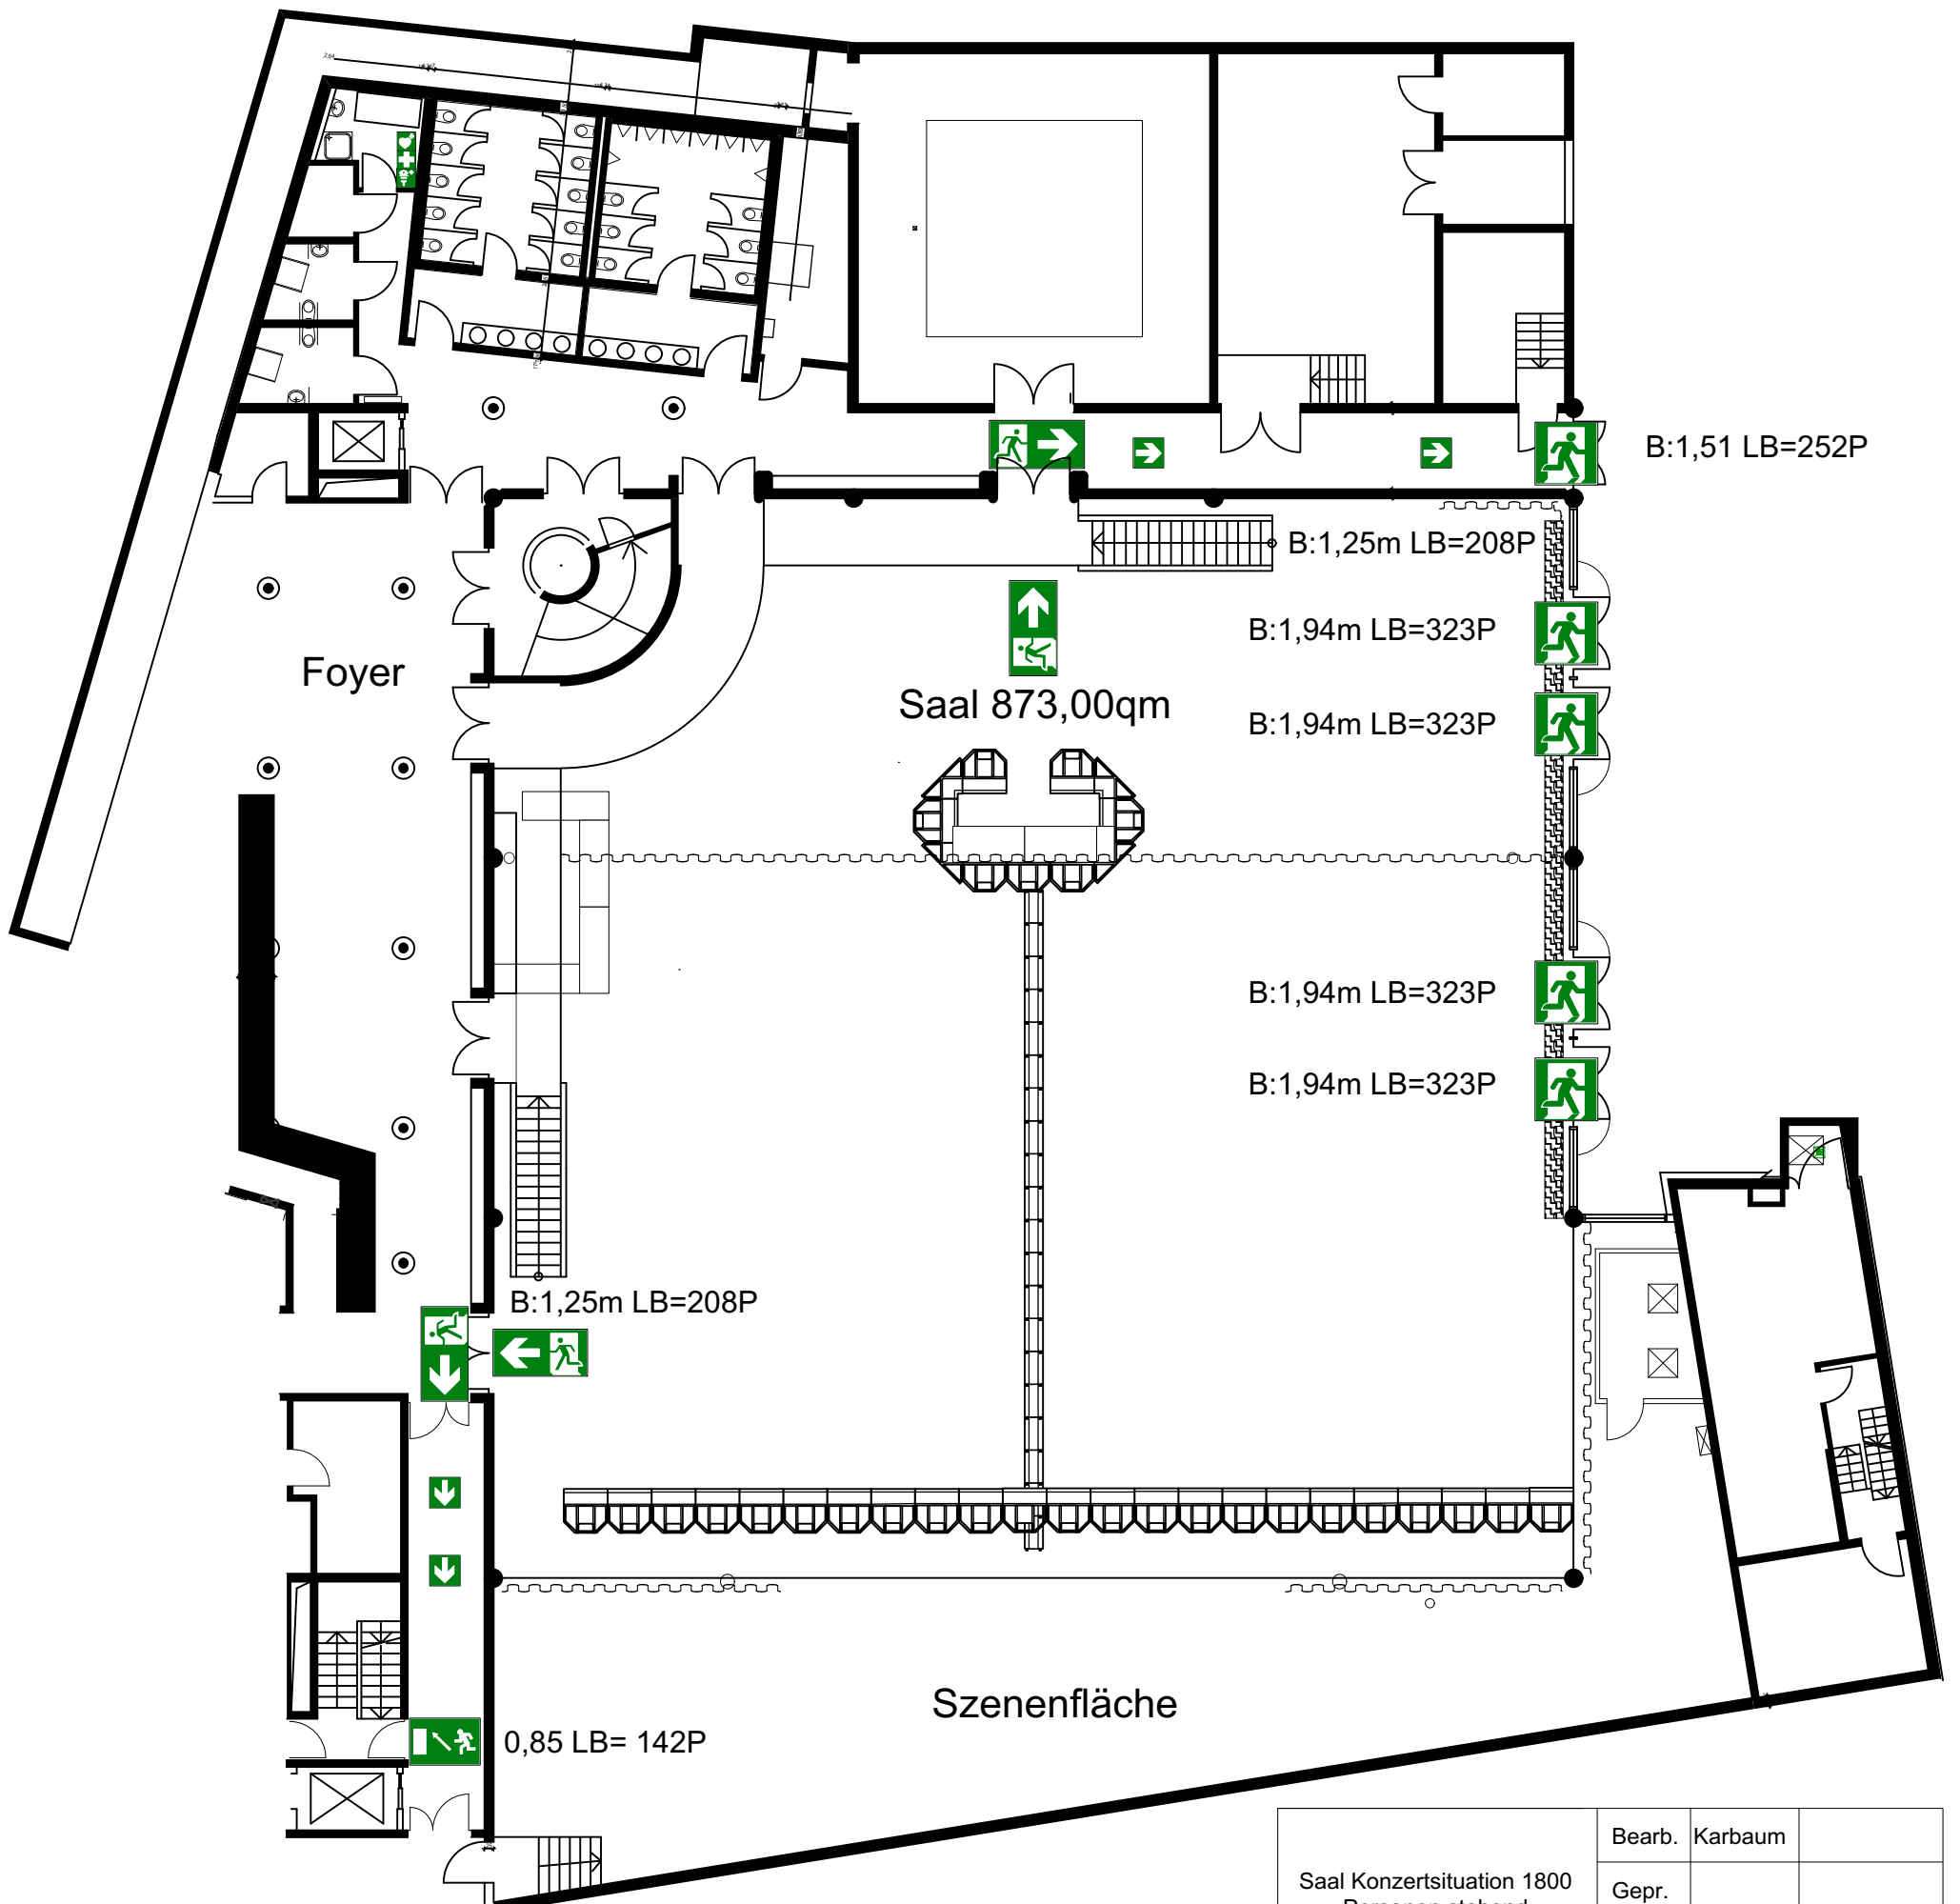 B:1,51 LB=252P
B:1,25m LB=208P
B:1,94m LB=323P
Foyer
Saal 873,00qm
B:1,94m LB=323P
B:1,94m LB=323P
B:1,94m LB=323P
B:1,25m LB=208P
Szenenfläche
0,85 LB= 142P
Bearb. Karbaum
Saal Konzertsituation 1800
Gepr.
Personen stehend